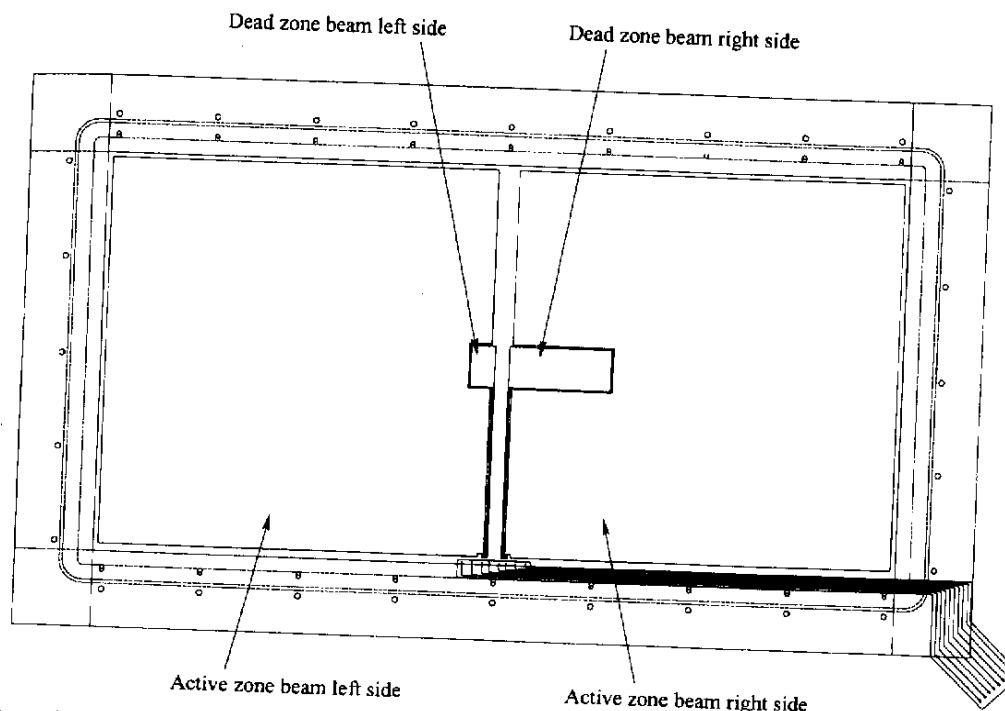 Dead zone beam left side
Dead zone beam right side
Active zone beam left side
Active zone beam right side